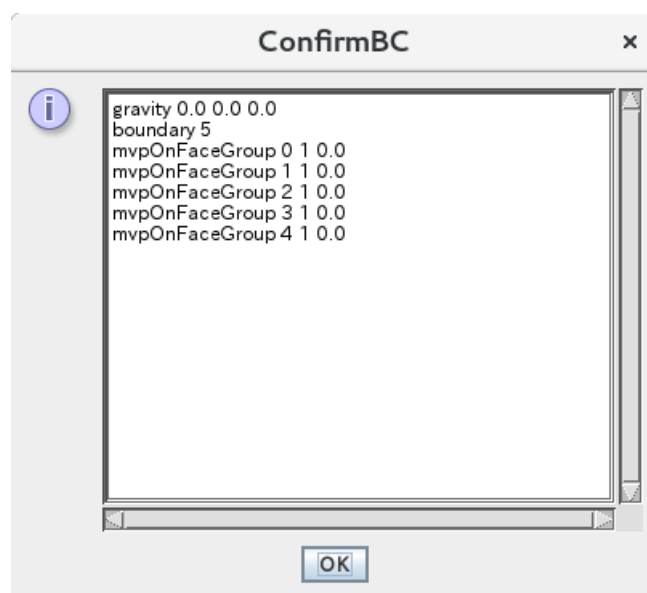 ConfirmBC
×
i
gravity 0.0 0.0 0.0
boundary 5
mvpOnFaceGroup 0 1 0.0
mvpOnFaceGroup 1 1 0.0
mvpOnFaceGroup 2 1 0.0
mvpOnFaceGroup 3 1 0.0
mvpOnFaceGroup 4 1 0.0
OK